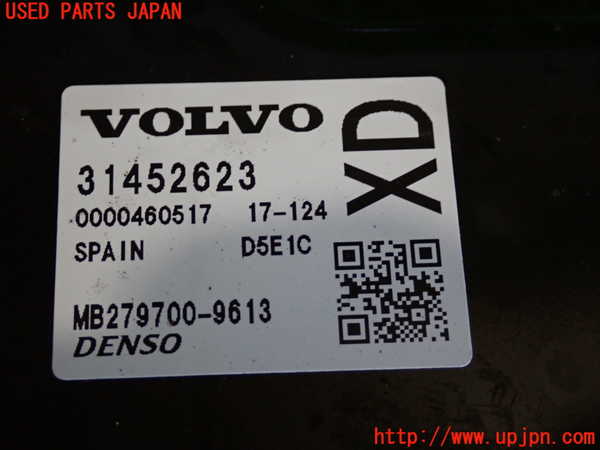 USED PARTS JAPAN
VOLVO
XD
31452623
0000460517 17-124
SPAIN D5E1C
MB279700-9613
DENSO
http://www.upjpn.com/